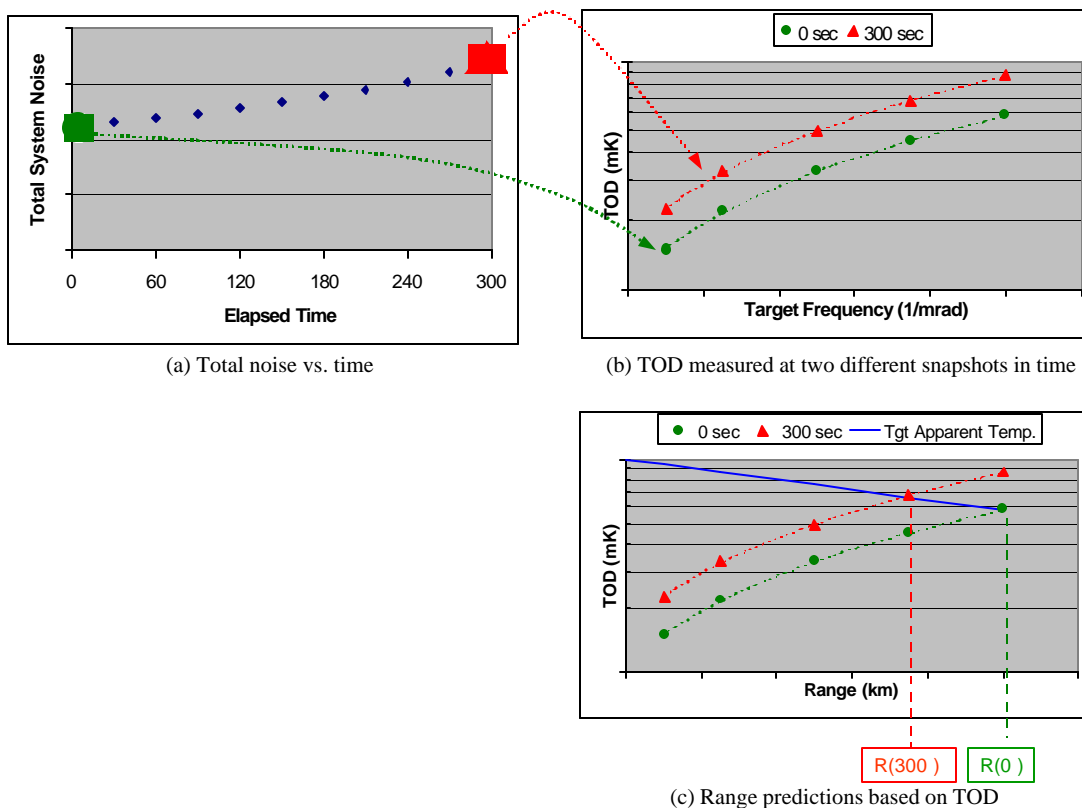 Total System Noise
0 60 120 180 240 300
Elapsed Time
(a) Total noise vs. time
0 sec 300 sec
TOD (mK)
Target Frequency (1/mrad)
(b) TOD measured at two different snapshots in time
0 sec 300 sec Tgt Apparent Temp.
TOD (mK)
Range (km)
R(300 ) R(0 )
(c) Range predictions based on TOD